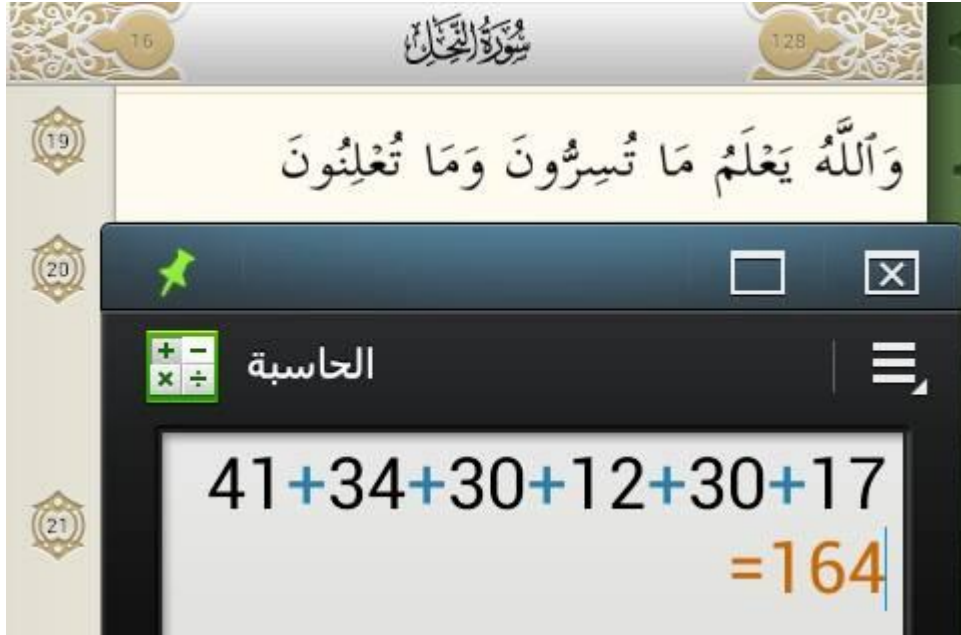 16 سُورَةُ النَّحْلِ 128
19
وَٱللَّهُ يَعْلَمُ مَا تُسِرُّونَ وَمَا تُعْلِنُونَ
20
الحاسبة
41+34+30+12+30+17
=164
21